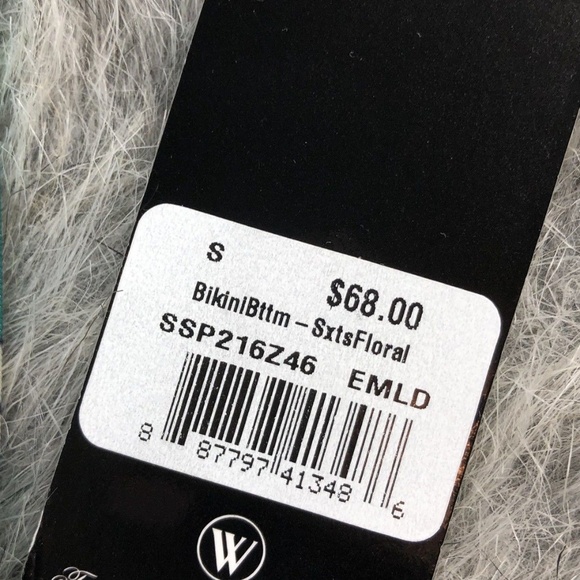 S
$68.00
BikiniBttm - SxtsFloral
SSP216Z46 EMLD
8 87797 41348 6
W